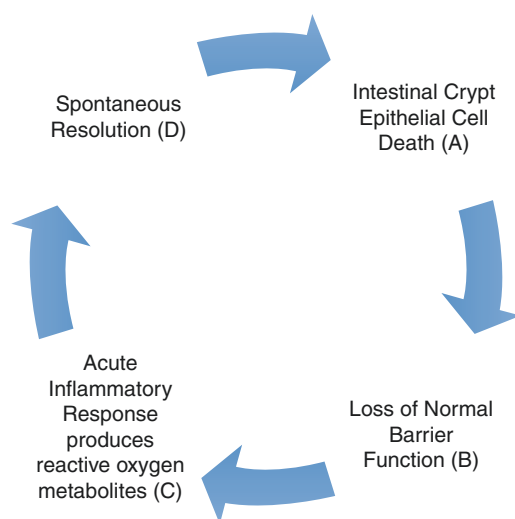 Spontaneous
Resolution (D)
Intestinal Crypt
Epithelial Cell
Death (A)
Loss of Normal
Barrier
Function (B)
Acute
Inflammatory
Response
produces
reactive oxygen
metabolites (C)